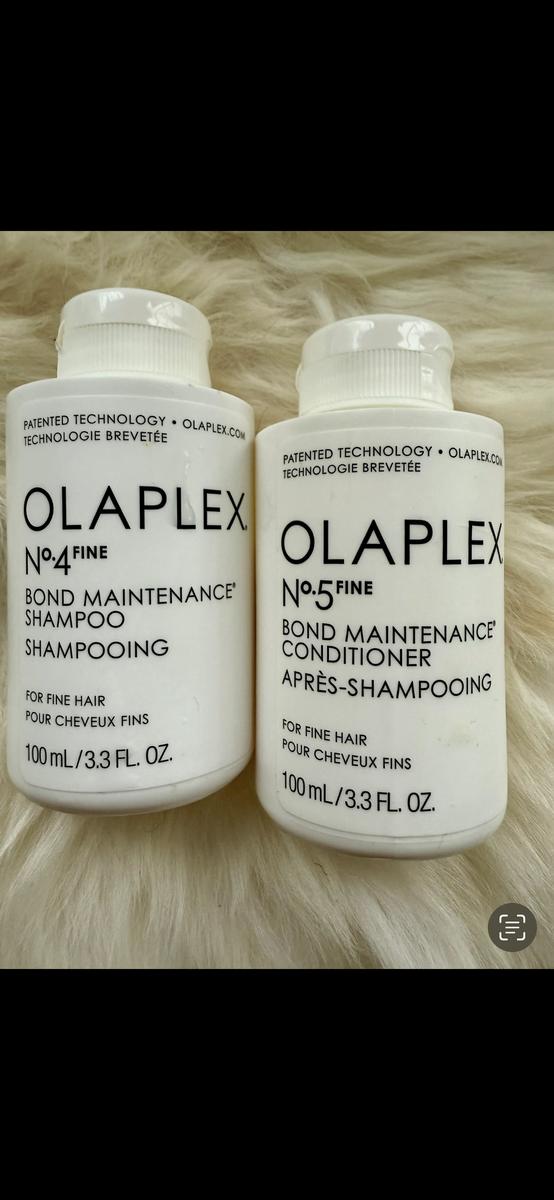 PATENTED TECHNOLOGY • OLAPLEX.COM
TECHNOLOGIE BREVETÉE
OLAPLEX.
Nº.4FINE
BOND MAINTENANCE®
SHAMPOO
SHAMPOOING
FOR FINE HAIR
POUR CHEVEUX FINS
100 mL/3.3 FL. OZ.
PATENTED TECHNOLOGY • OLAPLEX.COM
TECHNOLOGIE BREVETÉE
OLAPLEX.
Nº.5FINE
BOND MAINTENANCE®
CONDITIONER
APRÈS-SHAMPOOING
FOR FINE HAIR
POUR CHEVEUX FINS
100 mL/3.3 FL. OZ.